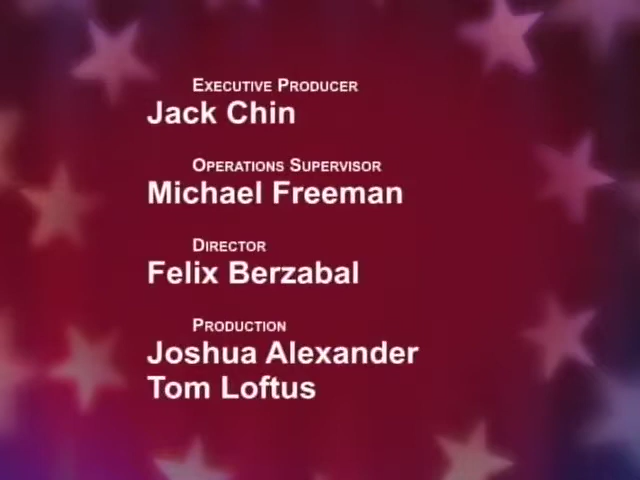 Executive Producer
Jack Chin
Operations Supervisor
Michael Freeman
Director
Felix Berzabal
Production
Joshua Alexander
Tom Loftus